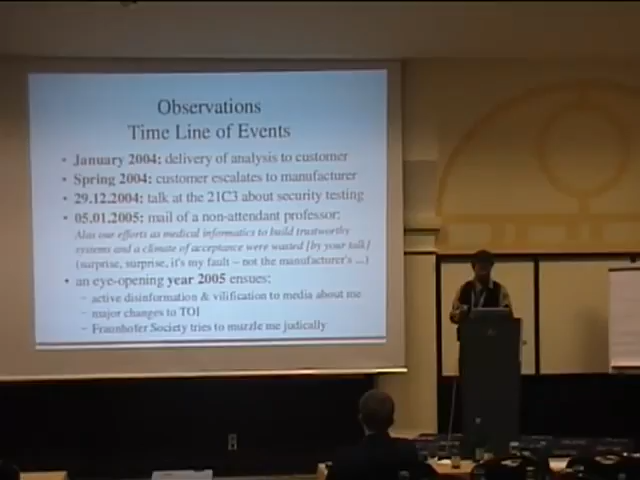 Observations
Time Line of Events
• January 2004: delivery of analysis to customer
• Spring 2004: customer escalates to manufacturer
• 29.12.2004: talk at the 21C3 about security testing
• 05.01.2005: mail of a non-attendant professor:
Alas our efforts as medical informatics to build trustworthy
systems and a climate of acceptance were wasted [by your talk]
(surprise, surprise, it's my fault – not the manufacturer's ...)
• an eye-opening year 2005 ensues:
– active disinformation & vilification to media about me
– major changes to TOI
– Fraunhofer Society tries to muzzle me judicially